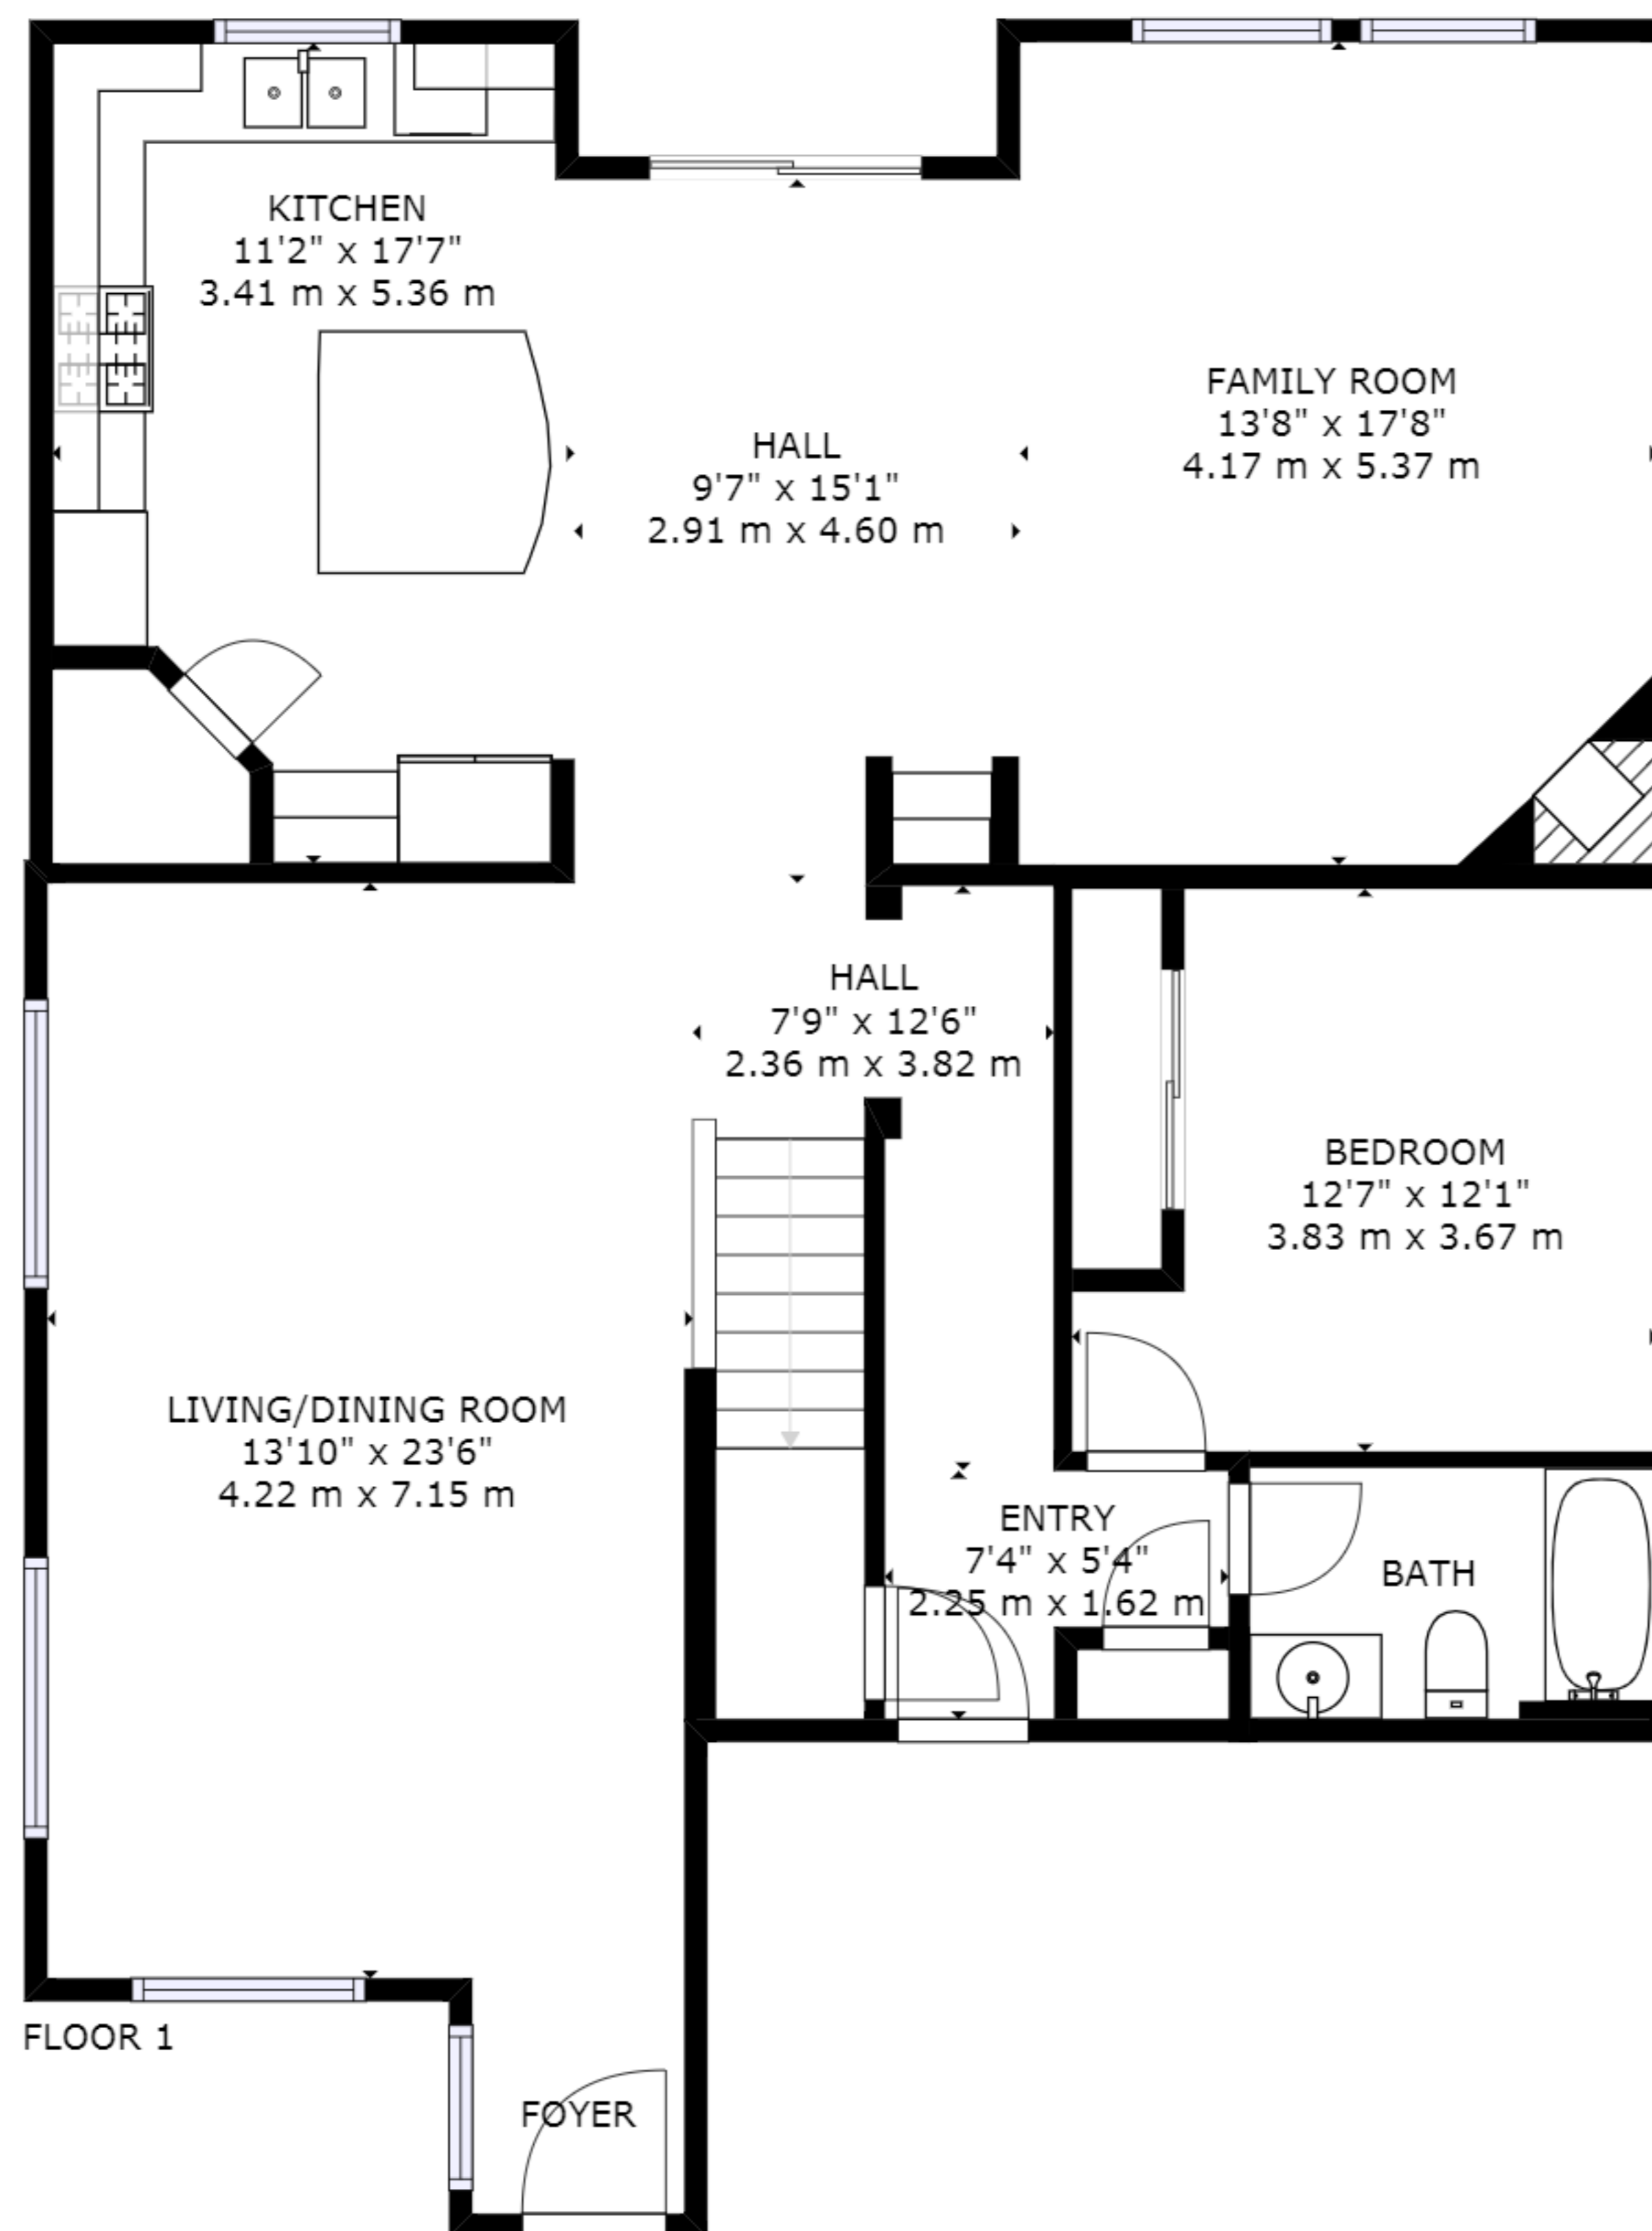 KITCHEN
11'2" x 17'7"
3.41 m x 5.36 m
FAMILY ROOM
13'8" x 17'8"
4.17 m x 5.37 m
HALL
9'7" x 15'1"
2.91 m x 4.60 m
HALL
7'9" x 12'6"
2.36 m x 3.82 m
BEDROOM
12'7" x 12'1"
3.83 m x 3.67 m
LIVING/DINING ROOM
13'10" x 23'6"
4.22 m x 7.15 m
ENTRY
7'4" x 5'4"
2.25 m x 1.62 m
BATH
FLOOR 1
FOYER